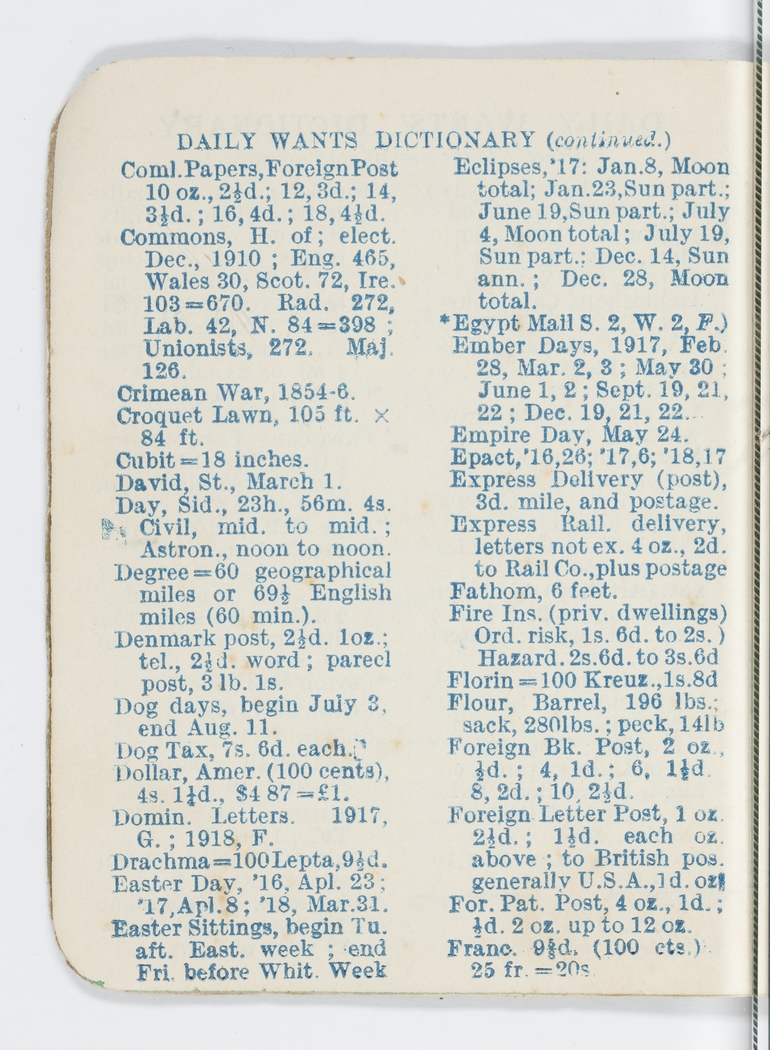 DAILY WANTS DICTIONARY (continued.)
Coml.Papers,ForeignPost
10 oz., 2½d.; 12, 3d.; 14,
3½d. ; 16, 4d. ; 18, 4½d.
Commons, H. of ; elect.
Dec., 1910 ; Eng. 465,
Wales 30, Scot. 72, Ire.
103=670. Rad. 272,
Lab. 42, N. 84=398 ;
Unionists, 272. Maj.
126.
Crimean War, 1854-6.
Croquet Lawn, 105 ft. ×
84 ft.
Cubit=18 inches.
David, St., March 1.
Day, Sid., 23h., 56m. 4s.
Civil, mid. to mid. ;
Astron., noon to noon.
Degree=60 geographical
miles or 69½ English
miles (60 min.).
Denmark post, 2½d. 1oz.;
tel., 2½d. word ; parecl
post, 3 lb. 1s.
Dog days, begin July 3,
end Aug. 11.
Dog Tax, 7s. 6d. each.
Dollar, Amer. (100 cents),
4s. 1¼d., $4 87=£1.
Domin. Letters. 1917,
G. ; 1918, F.
Drachma=100Lepta,9½d.
Easter Day, '16, Apl. 23 ;
'17,Apl.8 ; '18, Mar.31.
Easter Sittings, begin Tu.
aft. East. week ; end
Fri. before Whit. Week
Eclipses,'17: Jan.8, Moon
total; Jan.23,Sun part.;
June 19,Sun part.; July
4, Moon total ; July 19,
Sun part.; Dec. 14, Sun
ann. ; Dec. 28, Moon
total.
*Egypt Mail S. 2, W. 2, F.)
Ember Days, 1917, Feb.
28, Mar. 2, 3 ; May 30 ;
June 1, 2 ; Sept. 19, 21,
22 ; Dec. 19, 21, 22.
Empire Day, May 24.
Epact,'16,26; '17,6; '18,17
Express Delivery (post),
3d. mile, and postage.
Express Rail. delivery,
letters not ex. 4 oz., 2d.
to Rail Co.,plus postage
Fathom, 6 feet.
Fire Ins. (priv. dwellings)
Ord. risk, 1s. 6d. to 2s. )
Hazard. 2s.6d. to 3s.6d
Florin=100 Kreuz.,1s.8d
Flour, Barrel, 196 lbs.;
sack, 280lbs. ; peck, 14lb
Foreign Bk. Post, 2 oz.,
½d. ; 4, 1d. ; 6, 1½d.
8, 2d. ; 10, 2½d.
Foreign Letter Post, 1 oz.
2½d. ; 1½d. each oz.
above ; to British pos.
generally U.S.A.,1d. oz
For. Pat. Post, 4 oz., 1d. ;
½d. 2 oz. up to 12 oz.
Franc. (100 cts.)
25 fr.=20s.